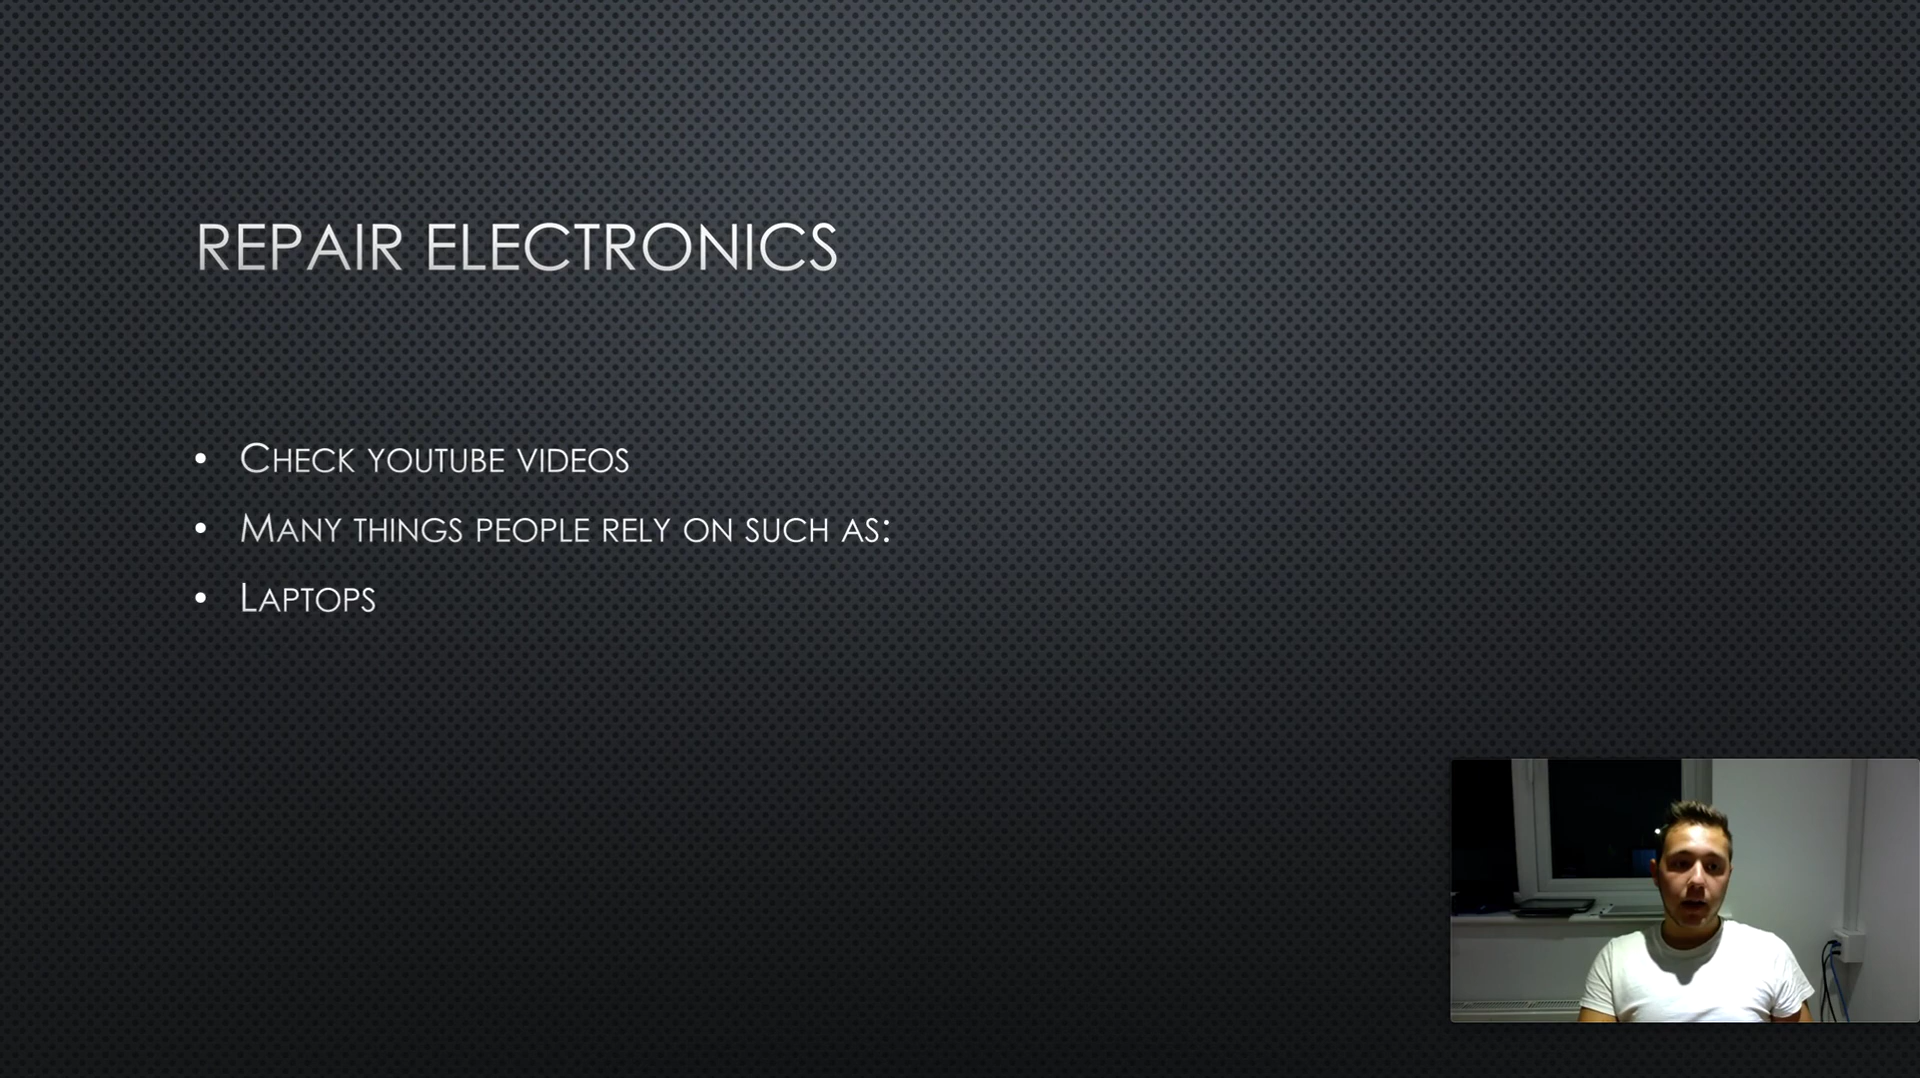 REPAIR ELECTRONICS
• CHECK YOUTUBE VIDEOS
• MANY THINGS PEOPLE RELY ON SUCH AS:
• LAPTOPS